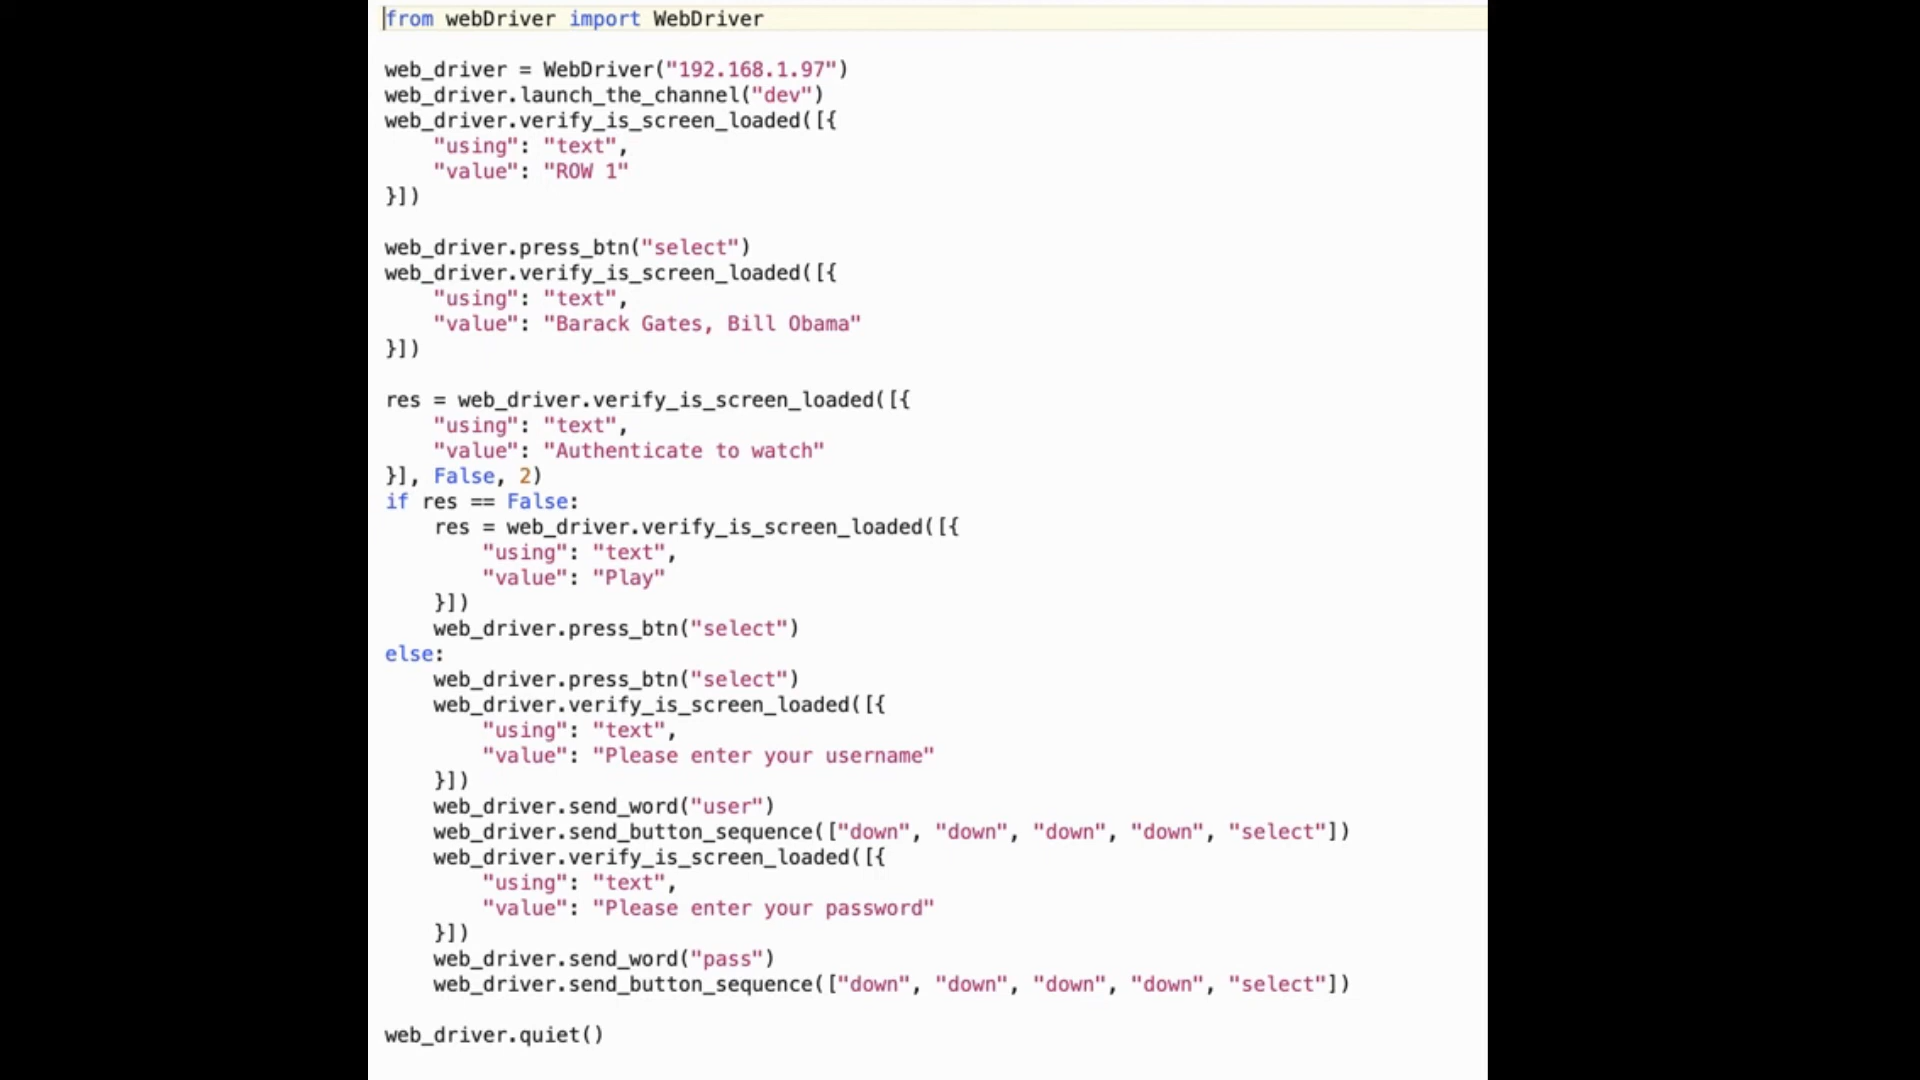 from webDriver import WebDriver
web_driver = WebDriver("192.168.1.97")
web_driver.launch_the_channel("dev")
web_driver.verify_is_screen_loaded([{
    "using": "text",
    "value": "ROW 1"
}])
web_driver.press_btn("select")
web_driver.verify_is_screen_loaded([{
    "using": "text",
    "value": "Barack Gates, Bill Obama"
}])
res = web_driver.verify_is_screen_loaded([{
    "using": "text",
    "value": "Authenticate to watch"
}], False, 2)
if res == False:
    res = web_driver.verify_is_screen_loaded([{
        "using": "text",
        "value": "Play"
    }])
    web_driver.press_btn("select")
else:
    web_driver.press_btn("select")
    web_driver.verify_is_screen_loaded([{
        "using": "text",
        "value": "Please enter your username"
    }])
    web_driver.send_word("user")
    web_driver.send_button_sequence(["down", "down", "down", "down", "select"])
    web_driver.verify_is_screen_loaded([{
        "using": "text",
        "value": "Please enter your password"
    }])
    web_driver.send_word("pass")
    web_driver.send_button_sequence(["down", "down", "down", "down", "select"])
web_driver.quiet()